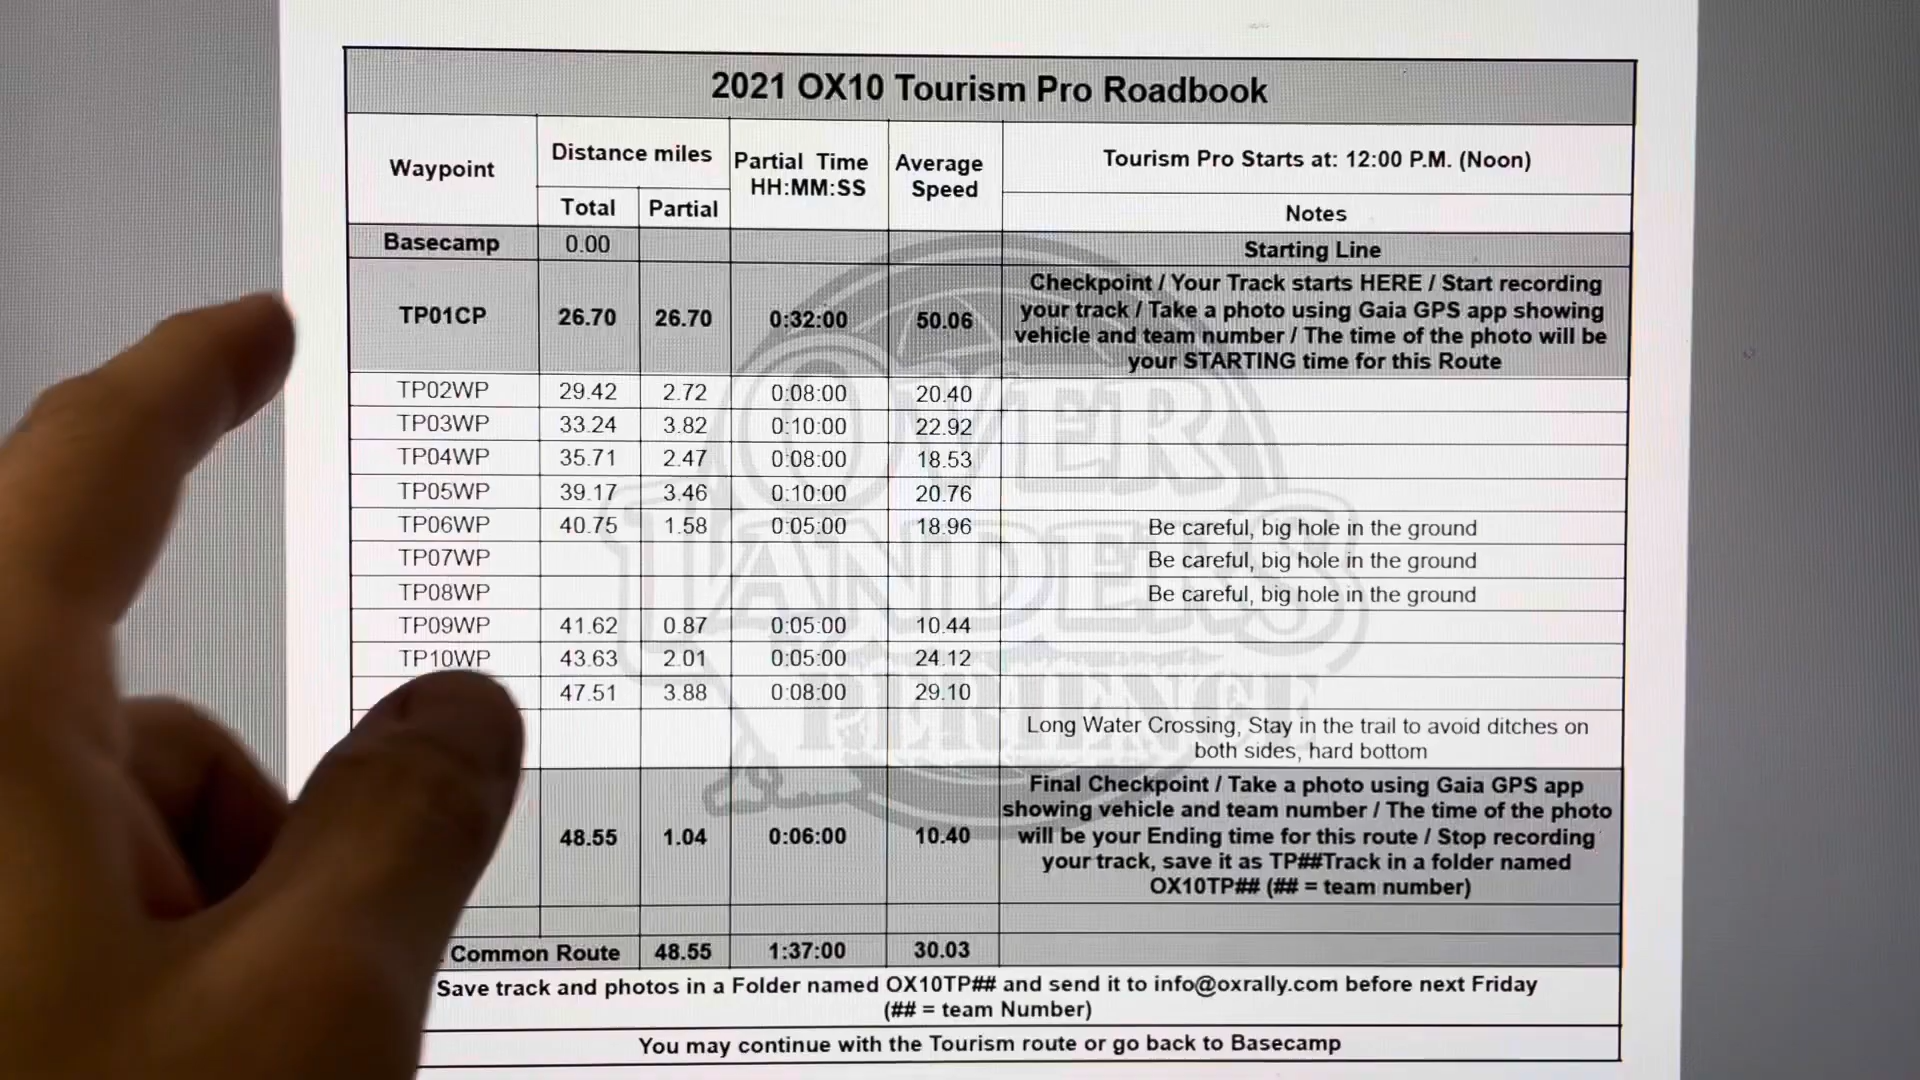 2021 OX10 Tourism Pro Roadbook
Waypoint
Distance miles
Partial Time
HH:MM:SS
Average
Speed
Tourism Pro Starts at: 12:00 P.M. (Noon)
Total
Partial
Notes
Basecamp 0.00 Starting Line
TP01CP 26.70 26.70 0:32:00 50.06
Checkpoint / Your Track starts HERE / Start recording
your track / Take a photo using Gaia GPS app showing
vehicle and team number / The time of the photo will be
your STARTING time for this Route
TP02WP 29.42 2.72 0:08:00 20.40
TP03WP 33.24 3.82 0:10:00 22.92
TP04WP 35.71 2.47 0:08:00 18.53
TP05WP 39.17 3.46 0:10:00 20.76
TP06WP 40.75 1.58 0:05:00 18.96 Be careful, big hole in the ground
TP07WP Be careful, big hole in the ground
TP08WP Be careful, big hole in the ground
TP09WP 41.62 0.87 0:05:00 10.44
TP10WP 43.63 2.01 0:05:00 24.12
47.51 3.88 0:08:00 29.10
Long Water Crossing, Stay in the trail to avoid ditches on
both sides, hard bottom
48.55 1.04 0:06:00 10.40
Final Checkpoint / Take a photo using Gaia GPS app
showing vehicle and team number / The time of the photo
will be your Ending time for this route / Stop recording
your track, save it as TP##Track in a folder named
OX10TP## (## = team number)
Common Route 48.55 1:37:00 30.03
Save track and photos in a Folder named OX10TP## and send it to info@oxrally.com before next Friday
(## = team Number)
You may continue with the Tourism route or go back to Basecamp
OVER
LANDERS
XPERIENCE